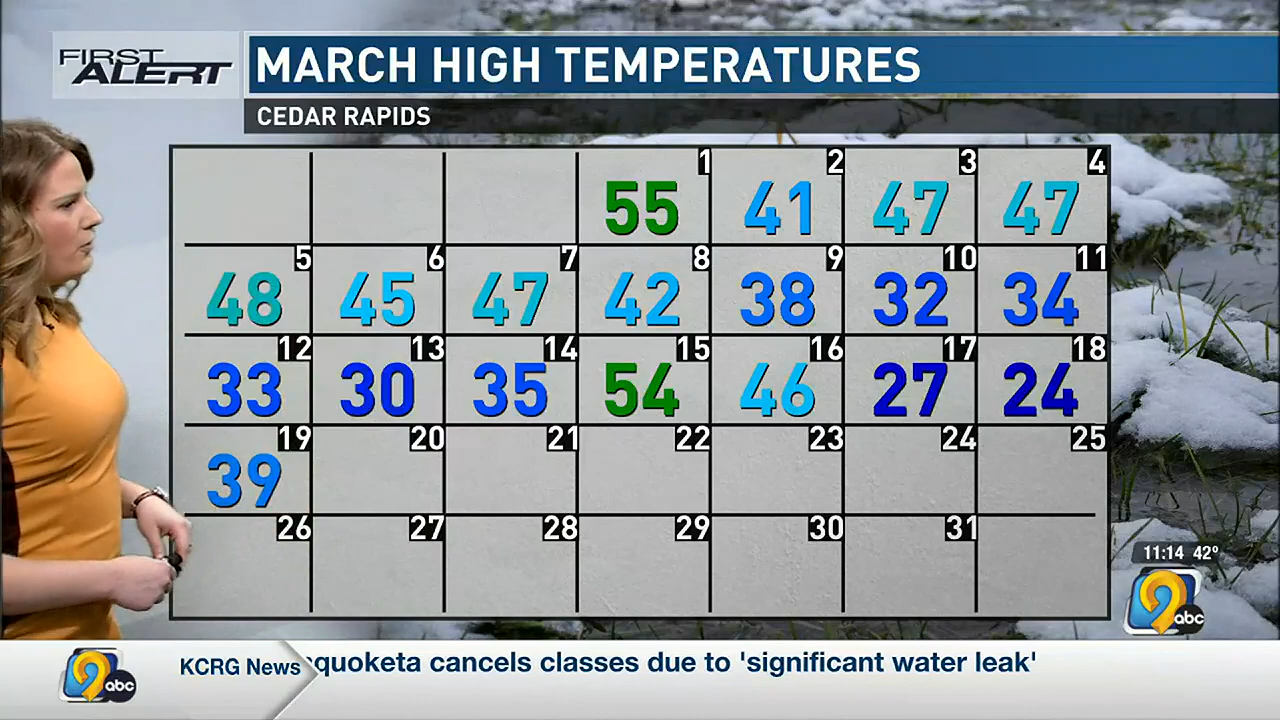 FIRST
ALERT
MARCH HIGH TEMPERATURES
CEDAR RAPIDS
1 2 3 4
55 41 47 47
5 6 7 8 9 10 11
48 45 47 42 38 32 34
12 13 14 15 16 17 18
33 30 35 54 46 27 24
19 20 21 22 23 24 25
39
26 27 28 29 30 31
11:14 42º
9
abc
9
abc
KCRG News
quoketa cancels classes due to 'significant water leak'